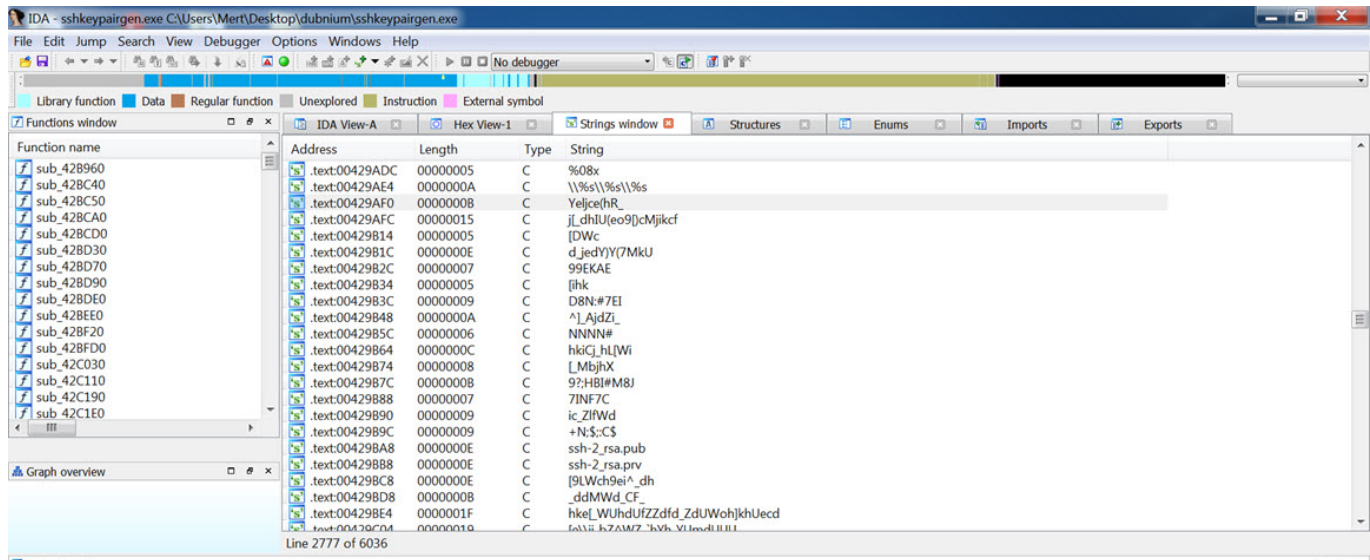 IDA - sshkeypairgen.exe C:\Users\Mert\Desktop\dubnium\sshkeypairgen.exe
File Edit Jump Search View Debugger Options Windows Help
No debugger
Library function Data Regular function Unexplored Instruction External symbol
Functions window
IDA View-A Hex View-1 Strings window Structures Enums Imports Exports
Function name
sub_42B960
sub_42BC40
sub_42BC50
sub_42BCA0
sub_42BCD0
sub_42BD30
sub_42BD70
sub_42BD90
sub_42BDE0
sub_42BEE0
sub_42BF20
sub_42BFD0
sub_42C030
sub_42C110
sub_42C190
sub_42C1E0
Graph overview
Address Length Type String
.text:00429ADC 00000005 C %08x
.text:00429AE4 0000000A C \\%s\\%s\\%s
.text:00429AF0 0000000B C Yeljce(hR_
.text:00429AFC 00000015 C j[_dhIU(eo9[)cMjikcf
.text:00429B14 00000005 C [DWc
.text:00429B1C 0000000E C d_jedY)Y(7MkU
.text:00429B2C 00000007 C 99EKAE
.text:00429B34 00000005 C [ihk
.text:00429B3C 00000009 C D8N:#7EI
.text:00429B48 0000000A C ^]_AjdZi_
.text:00429B5C 00000006 C NNNN#
.text:00429B64 0000000C C hkiCj_hL[Wi
.text:00429B74 00000008 C [_MbjhX
.text:00429B7C 0000000B C 9?;HBI#M8J
.text:00429B88 00000007 C 7INF7C
.text:00429B90 00000009 C ic_ZlfWd
.text:00429B9C 00000009 C +N;$;:C$
.text:00429BA8 0000000E C ssh-2_rsa.pub
.text:00429BB8 0000000E C ssh-2_rsa.prv
.text:00429BC8 0000000E C [9LWch9ei^_dh
.text:00429BD8 0000000B C _ddMWd_CF_
.text:00429BE4 0000001F C hke[_WUhdUfZZdfd_ZdUWoh]khUecd
.text:00429C04 00000019 C
Line 2777 of 6036